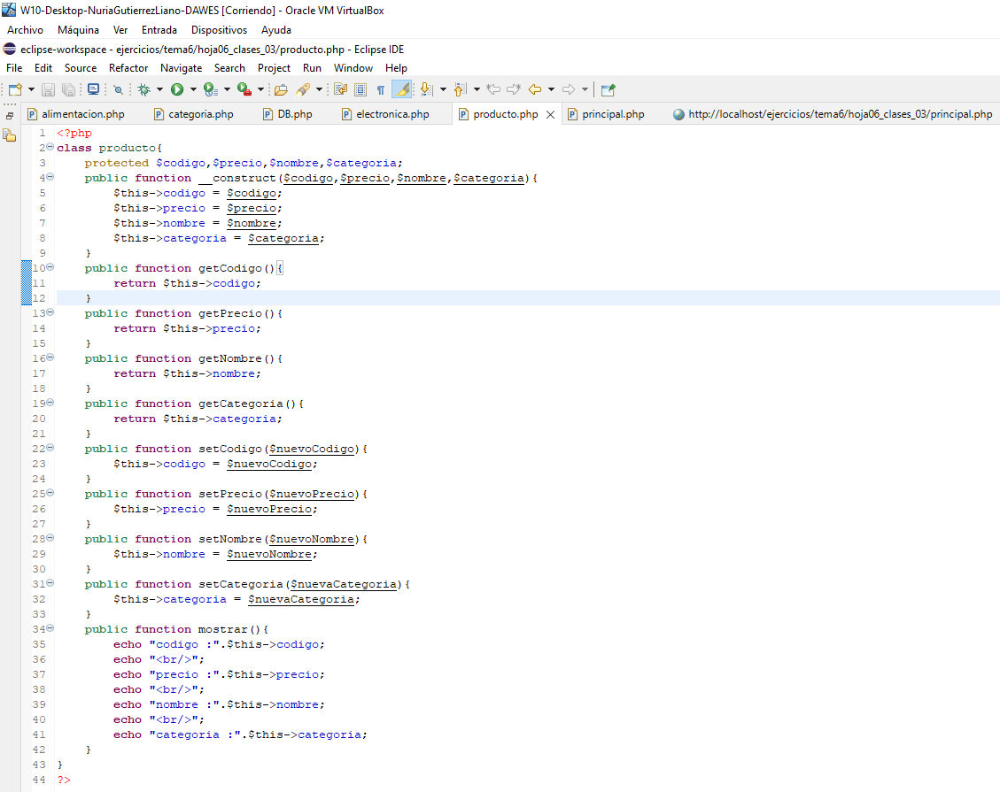 W10-Desktop-NuriaGutierrezLiano-DAWES [Corriendo] - Oracle VM VirtualBox
Archivo Máquina Ver Entrada Dispositivos Ayuda
eclipse-workspace - ejercicios/tema6/hoja06_clases_03/producto.php - Eclipse IDE
File Edit Source Refactor Navigate Search Project Run Window Help
alimentacion.php categoria.php DB.php electronica.php producto.php principal.php http://localhost/ejercicios/tema6/hoja06_clases_03/principal.php
1 <?php
2 class producto{
3     protected $codigo,$precio,$nombre,$categoria;
4     public function __construct($codigo,$precio,$nombre,$categoria){
5         $this->codigo = $codigo;
6         $this->precio = $precio;
7         $this->nombre = $nombre;
8         $this->categoria = $categoria;
9     }
10     public function getCodigo(){
11         return $this->codigo;
12     }
13     public function getPrecio(){
14         return $this->precio;
15     }
16     public function getNombre(){
17         return $this->nombre;
18     }
19     public function getCategoria(){
20         return $this->categoria;
21     }
22     public function setCodigo($nuevoCodigo){
23         $this->codigo = $nuevoCodigo;
24     }
25     public function setPrecio($nuevoPrecio){
26         $this->precio = $nuevoPrecio;
27     }
28     public function setNombre($nuevoNombre){
29         $this->nombre = $nuevoNombre;
30     }
31     public function setCategoria($nuevaCategoria){
32         $this->categoria = $nuevaCategoria;
33     }
34     public function mostrar(){
35         echo "codigo :".$this->codigo;
36         echo "<br/>";
37         echo "precio :".$this->precio;
38         echo "<br/>";
39         echo "nombre :".$this->nombre;
40         echo "<br/>";
41         echo "categoria :".$this->categoria;
42     }
43 }
44 ?>